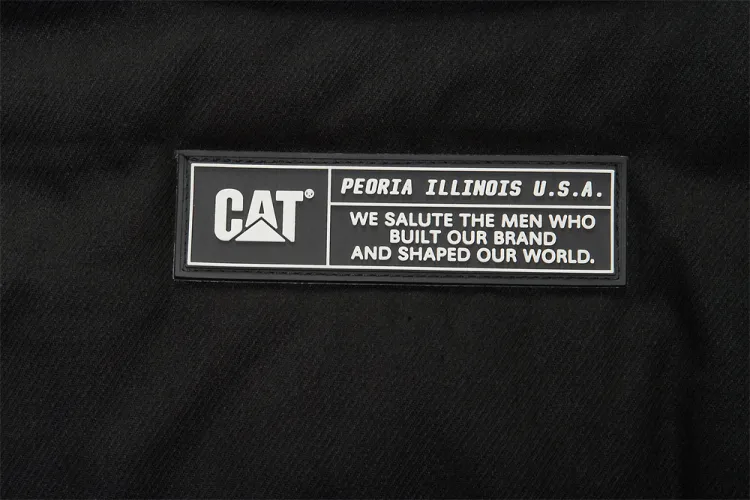 CAT®
PEORIA ILLINOIS U.S.A.
WE SALUTE THE MEN WHO
BUILT OUR BRAND
AND SHAPED OUR WORLD.